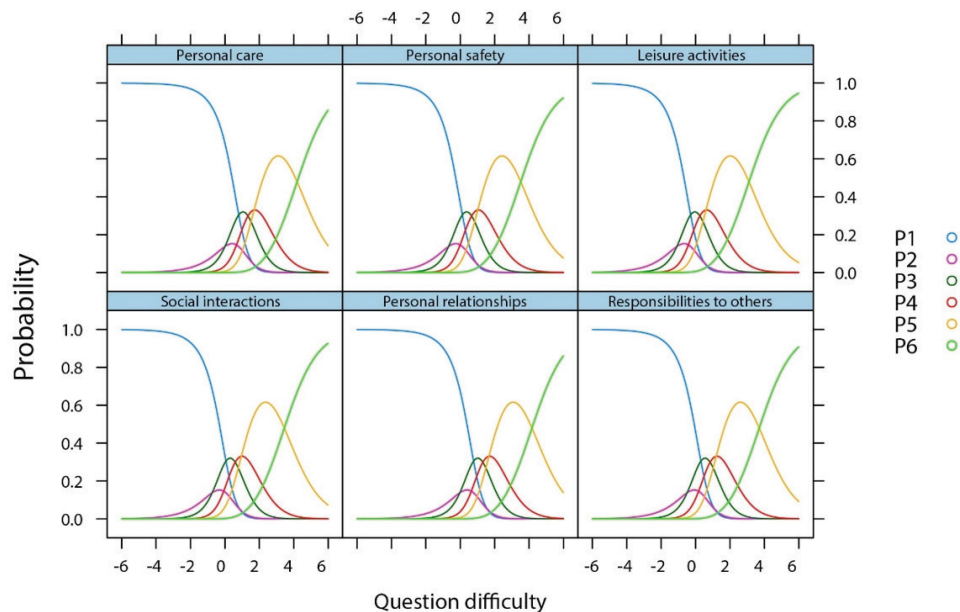 -6 -4 -2 0 2 4 6
Personal care Personal safety Leisure activities
1.0
0.8
0.6
0.4
0.2
0.0
Social interactions Personal relationships Responsibilities to others
1.0
0.8
0.6
0.4
0.2
0.0
-6 -4 -2 0 2 4 6 -6 -4 -2 0 2 4 6
Probability
Question difficulty
P1
P2
P3
P4
P5
P6